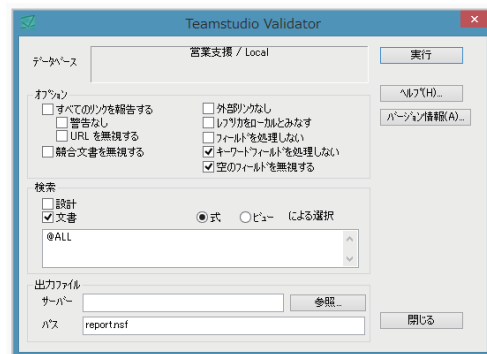 Teamstudio Validator
データベース
営業支援 / Local
実行
ヘルプ(H)...
バージョン情報(A)...
オプション
すべてのリンクを報告する
警告なし
URL を無視する
競合文書を無視する
外部リンクなし
レプリカをローカルとみなす
フィールドを処理しない
キーワードフィールドを処理しない
空のフィールドを無視する
検索
設計
文書
式
ビュー
による選択
@ALL
出力ファイル
サーバー
参照...
パス
report.nsf
閉じる